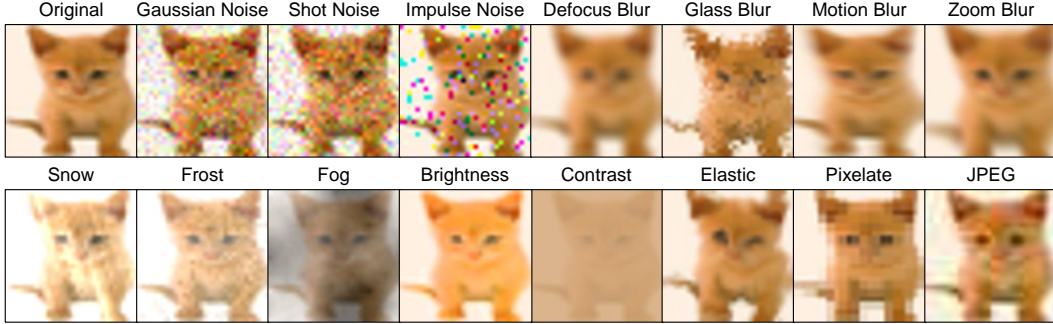 Original Gaussian Noise Shot Noise Impulse Noise Defocus Blur Glass Blur Motion Blur Zoom Blur
Snow Frost Fog Brightness Contrast Elastic Pixelate JPEG